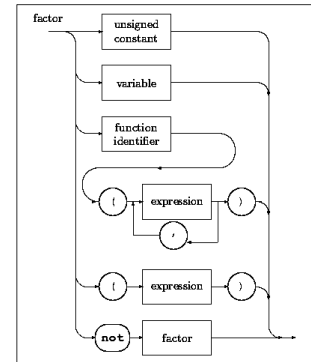 factor
unsigned
constant
variable
function
identifier
( expression )
,
( expression )
not factor